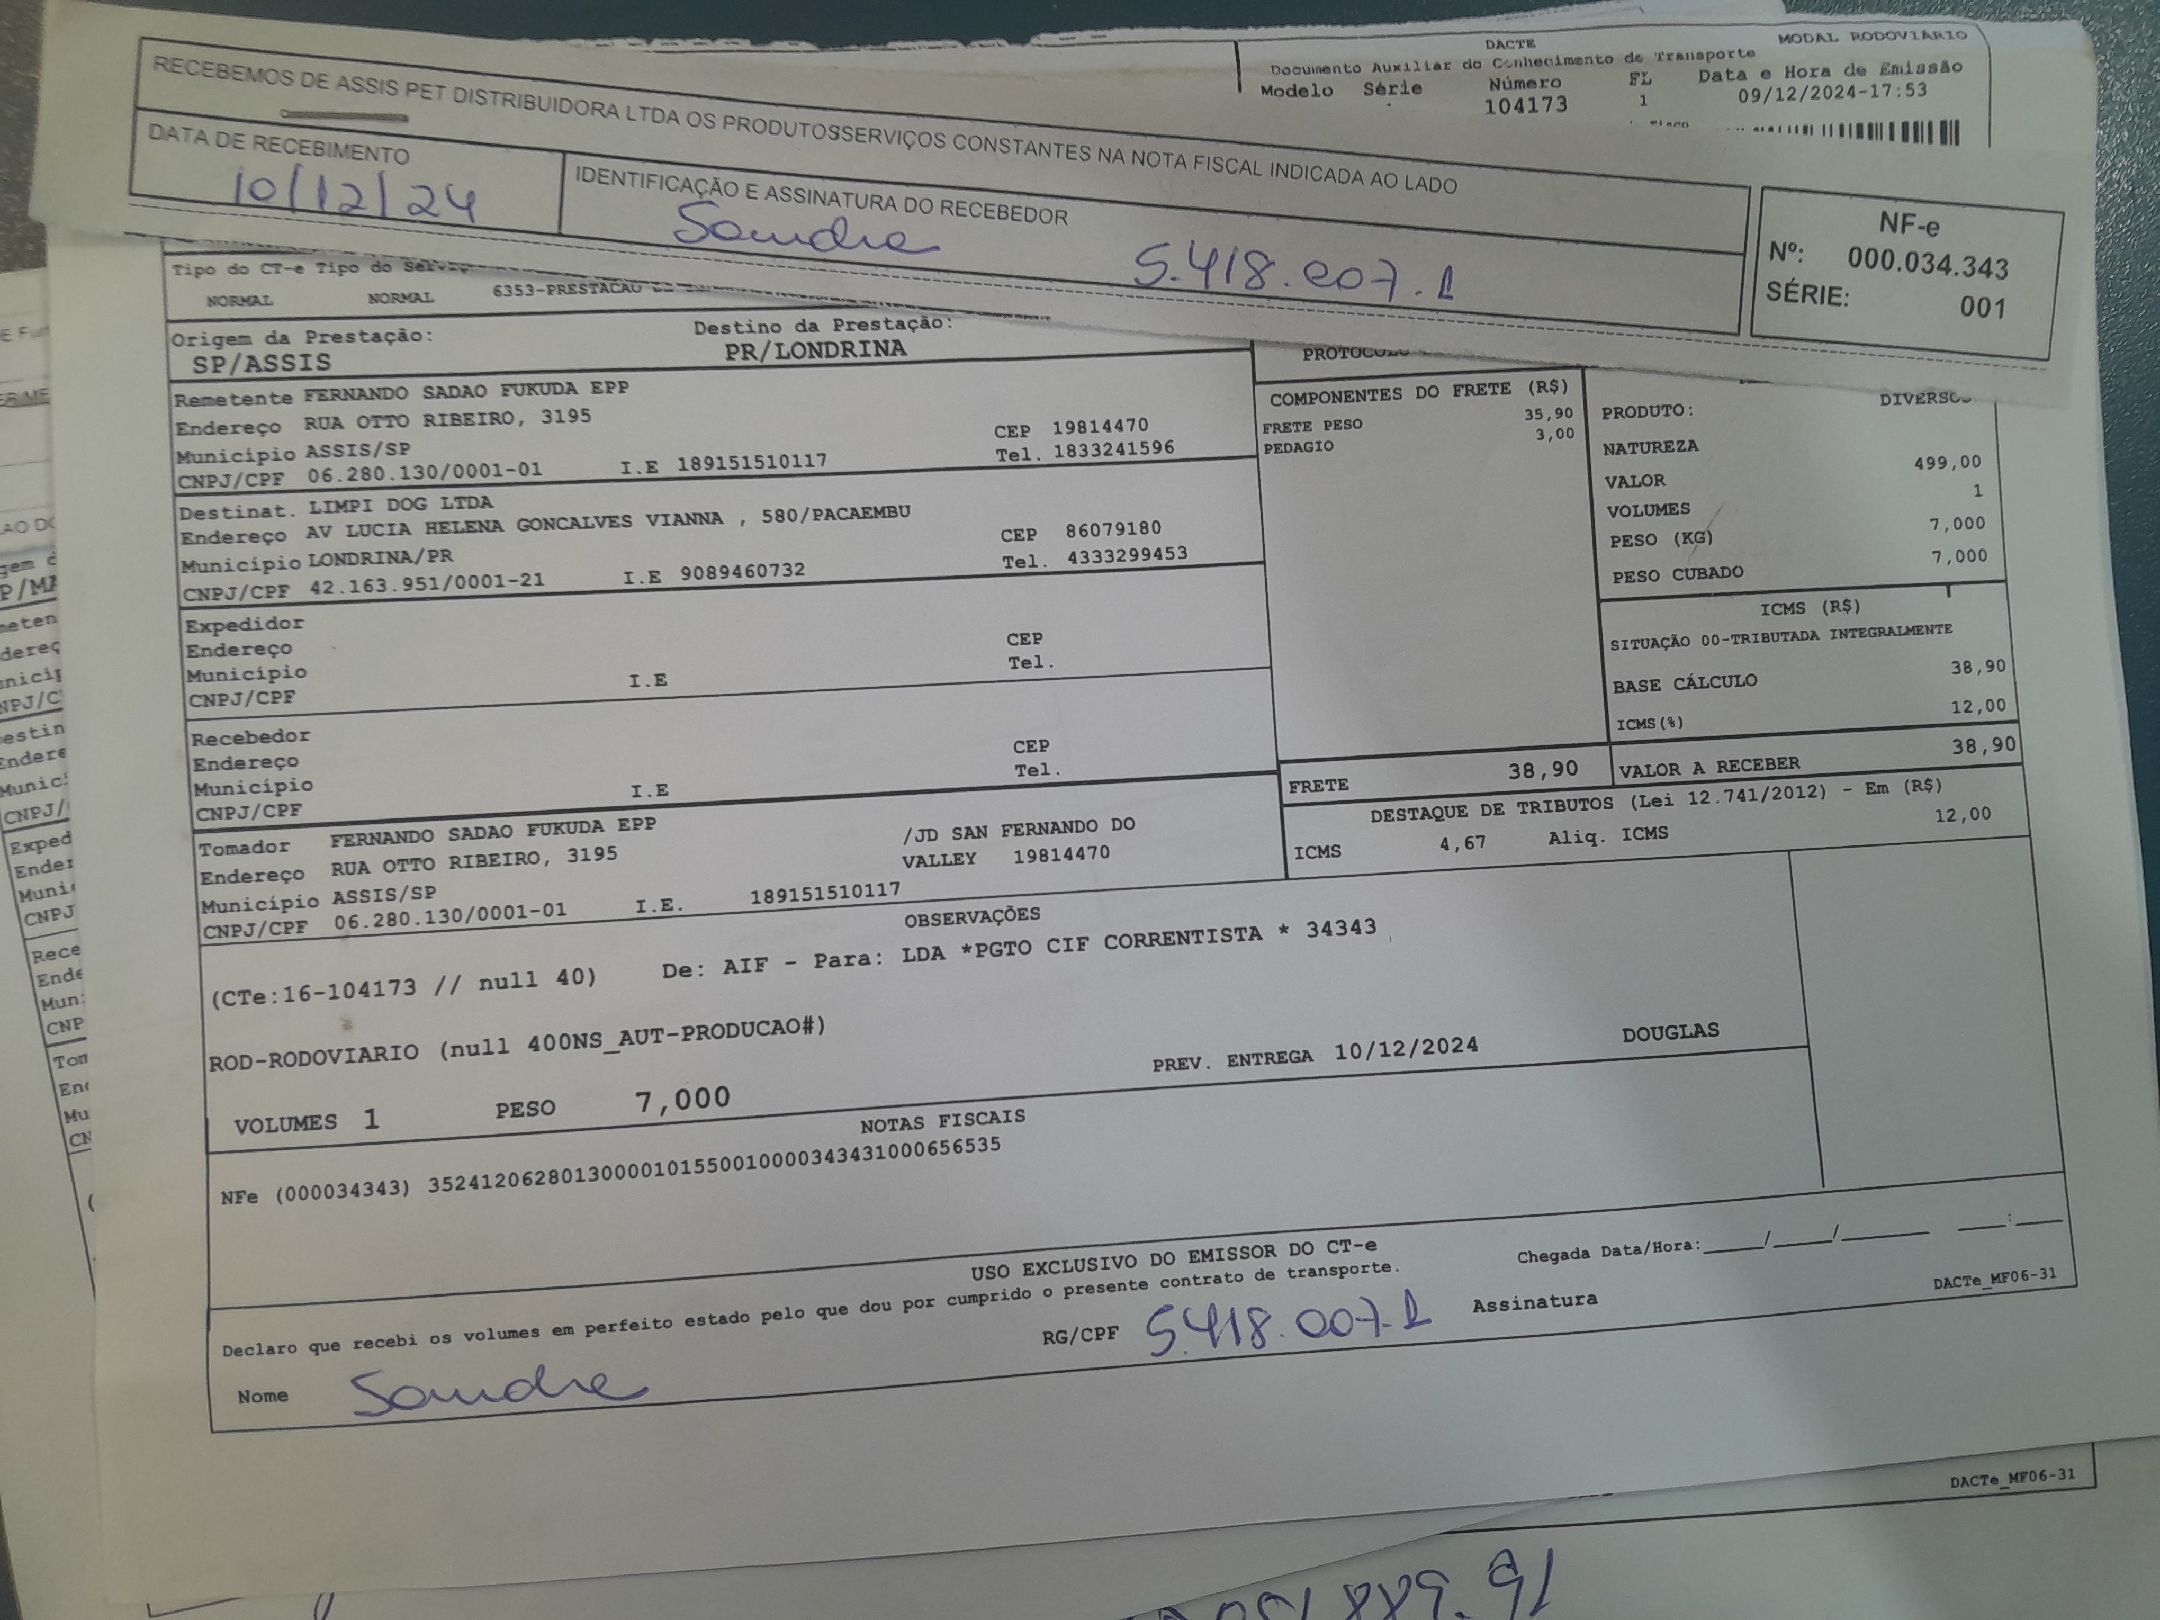 RECEBEMOS DE ASSIS PET DISTRIBUIDORA LTDA OS PRODUTOSSERVIÇOS CONSTANTES NA NOTA FISCAL INDICADA AO LADO
DATA DE RECEBIMENTO
10/12/24
IDENTIFICAÇÃO E ASSINATURA DO RECEBEDOR
Sandra 5.418.007.1
NF-e
Nº: 000.034.343
SÉRIE: 001
DACTE
MODAL RODOVIÁRIO
Documento Auxiliar do Conhecimento de Transporte
Modelo Série Número FL Data e Hora de Emissão
104173 1 09/12/2024-17:53
Tipo do CT-e Tipo do
NORMAL NORMAL 6353-PRESTACAO
Origem da Prestação: Destino da Prestação:
SP/ASSIS PR/LONDRINA
Remetente FERNANDO SADAO FUKUDA EPP
Endereço RUA OTTO RIBEIRO, 3195 CEP 19814470
Município ASSIS/SP Tel. 1833241596
CNPJ/CPF 06.280.130/0001-01 I.E 189151510117
Destinat. LIMPI DOG LTDA
Endereço AV LUCIA HELENA GONCALVES VIANNA , 580/PACAEMBU CEP 86079180
Município LONDRINA/PR Tel. 4333299453
CNPJ/CPF 42.163.951/0001-21 I.E 9089460732
Expedidor
Endereço CEP
Município Tel.
CNPJ/CPF I.E
Recebedor
Endereço CEP
Município Tel.
CNPJ/CPF I.E
Tomador FERNANDO SADAO FUKUDA EPP /JD SAN FERNANDO DO
Endereço RUA OTTO RIBEIRO, 3195 VALLEY 19814470
Município ASSIS/SP
CNPJ/CPF 06.280.130/0001-01 I.E. 189151510117
PROTOCOLO
COMPONENTES DO FRETE (R$)
FRETE PESO 35,90
PEDAGIO 3,00
PRODUTO: DIVERSOS
NATUREZA
VALOR 499,00
VOLUMES 1
PESO (KG) 7,000
PESO CUBADO 7,000
ICMS (R$)
SITUAÇÃO 00-TRIBUTADA INTEGRALMENTE
BASE CÁLCULO 38,90
ICMS(%) 12,00
FRETE 38,90 VALOR A RECEBER 38,90
DESTAQUE DE TRIBUTOS (Lei 12.741/2012) - Em (R$)
ICMS 4,67 Aliq. ICMS 12,00
OBSERVAÇÕES
(CTe:16-104173 // null 40) De: AIF - Para: LDA *PGTO CIF CORRENTISTA * 34343
ROD-RODOVIARIO (null 400NS_AUT-PRODUCAO#)
PREV. ENTREGA 10/12/2024 DOUGLAS
VOLUMES 1 PESO 7,000
NOTAS FISCAIS
NFe (000034343) 35241206280130000101550010000343431000656535
USO EXCLUSIVO DO EMISSOR DO CT-e
Declaro que recebi os volumes em perfeito estado pelo que dou por cumprido o presente contrato de transporte.
Chegada Data/Hora:_____/_____/_______ ___:___
Nome Sandra RG/CPF 5.418.007-1 Assinatura
DACTe_MF06-31
DACTe_MF06-31